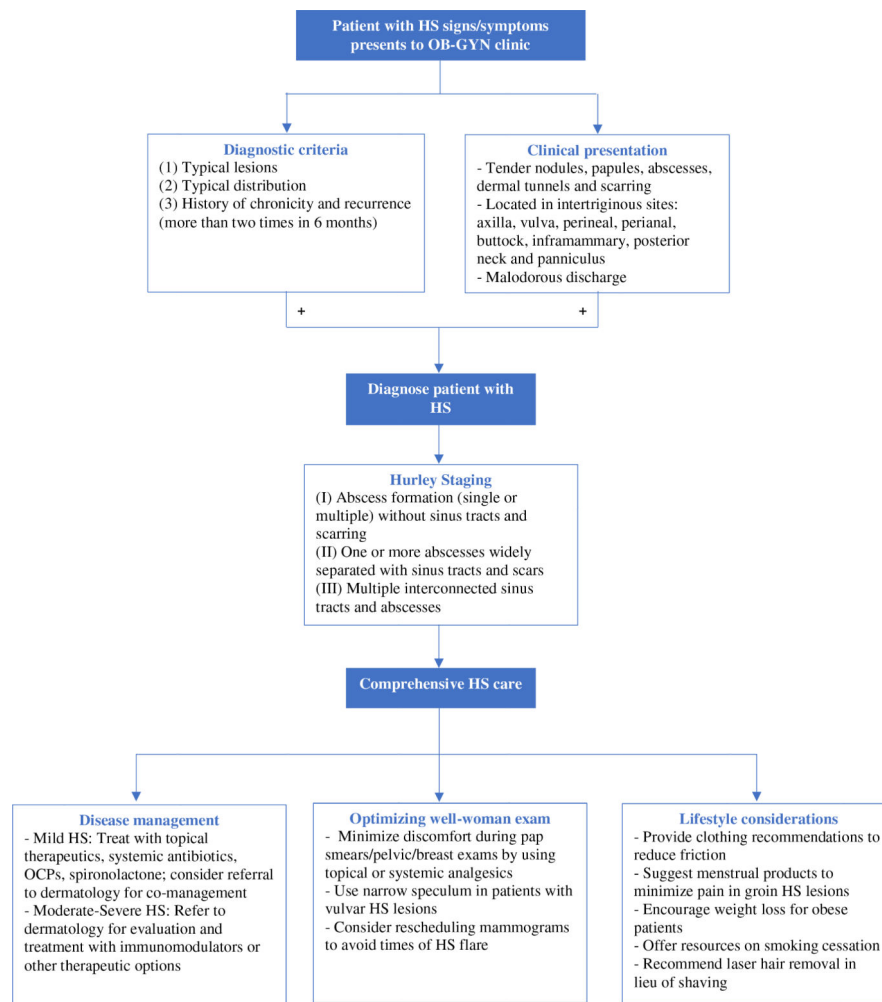 Patient with HS signs/symptoms
presents to OB-GYN clinic
Diagnostic criteria
(1) Typical lesions
(2) Typical distribution
(3) History of chronicity and recurrence
(more than two times in 6 months)
Clinical presentation
- Tender nodules, papules, abscesses,
dermal tunnels and scarring
- Located in intertriginous sites:
axilla, vulva, perineal, perianal,
buttock, inframammary, posterior
neck and panniculus
- Malodorous discharge
+
+
Diagnose patient with
HS
Hurley Staging
(I) Abscess formation (single or
multiple) without sinus tracts and
scarring
(II) One or more abscesses widely
separated with sinus tracts and scars
(III) Multiple interconnected sinus
tracts and abscesses
Comprehensive HS care
Disease management
- Mild HS: Treat with topical
therapeutics, systemic antibiotics,
OCPs, spironolactone; consider referral
to dermatology for co-management
- Moderate-Severe HS: Refer to
dermatology for evaluation and
treatment with immunomodulators or
other therapeutic options
Optimizing well-woman exam
- Minimize discomfort during pap
smears/pelvic/breast exams by using
topical or systemic analgesics
- Use narrow speculum in patients with
vulvar HS lesions
- Consider rescheduling mammograms
to avoid times of HS flare
Lifestyle considerations
- Provide clothing recommendations to
reduce friction
- Suggest menstrual products to
minimize pain in groin HS lesions
- Encourage weight loss for obese
patients
- Offer resources on smoking cessation
- Recommend laser hair removal in
lieu of shaving